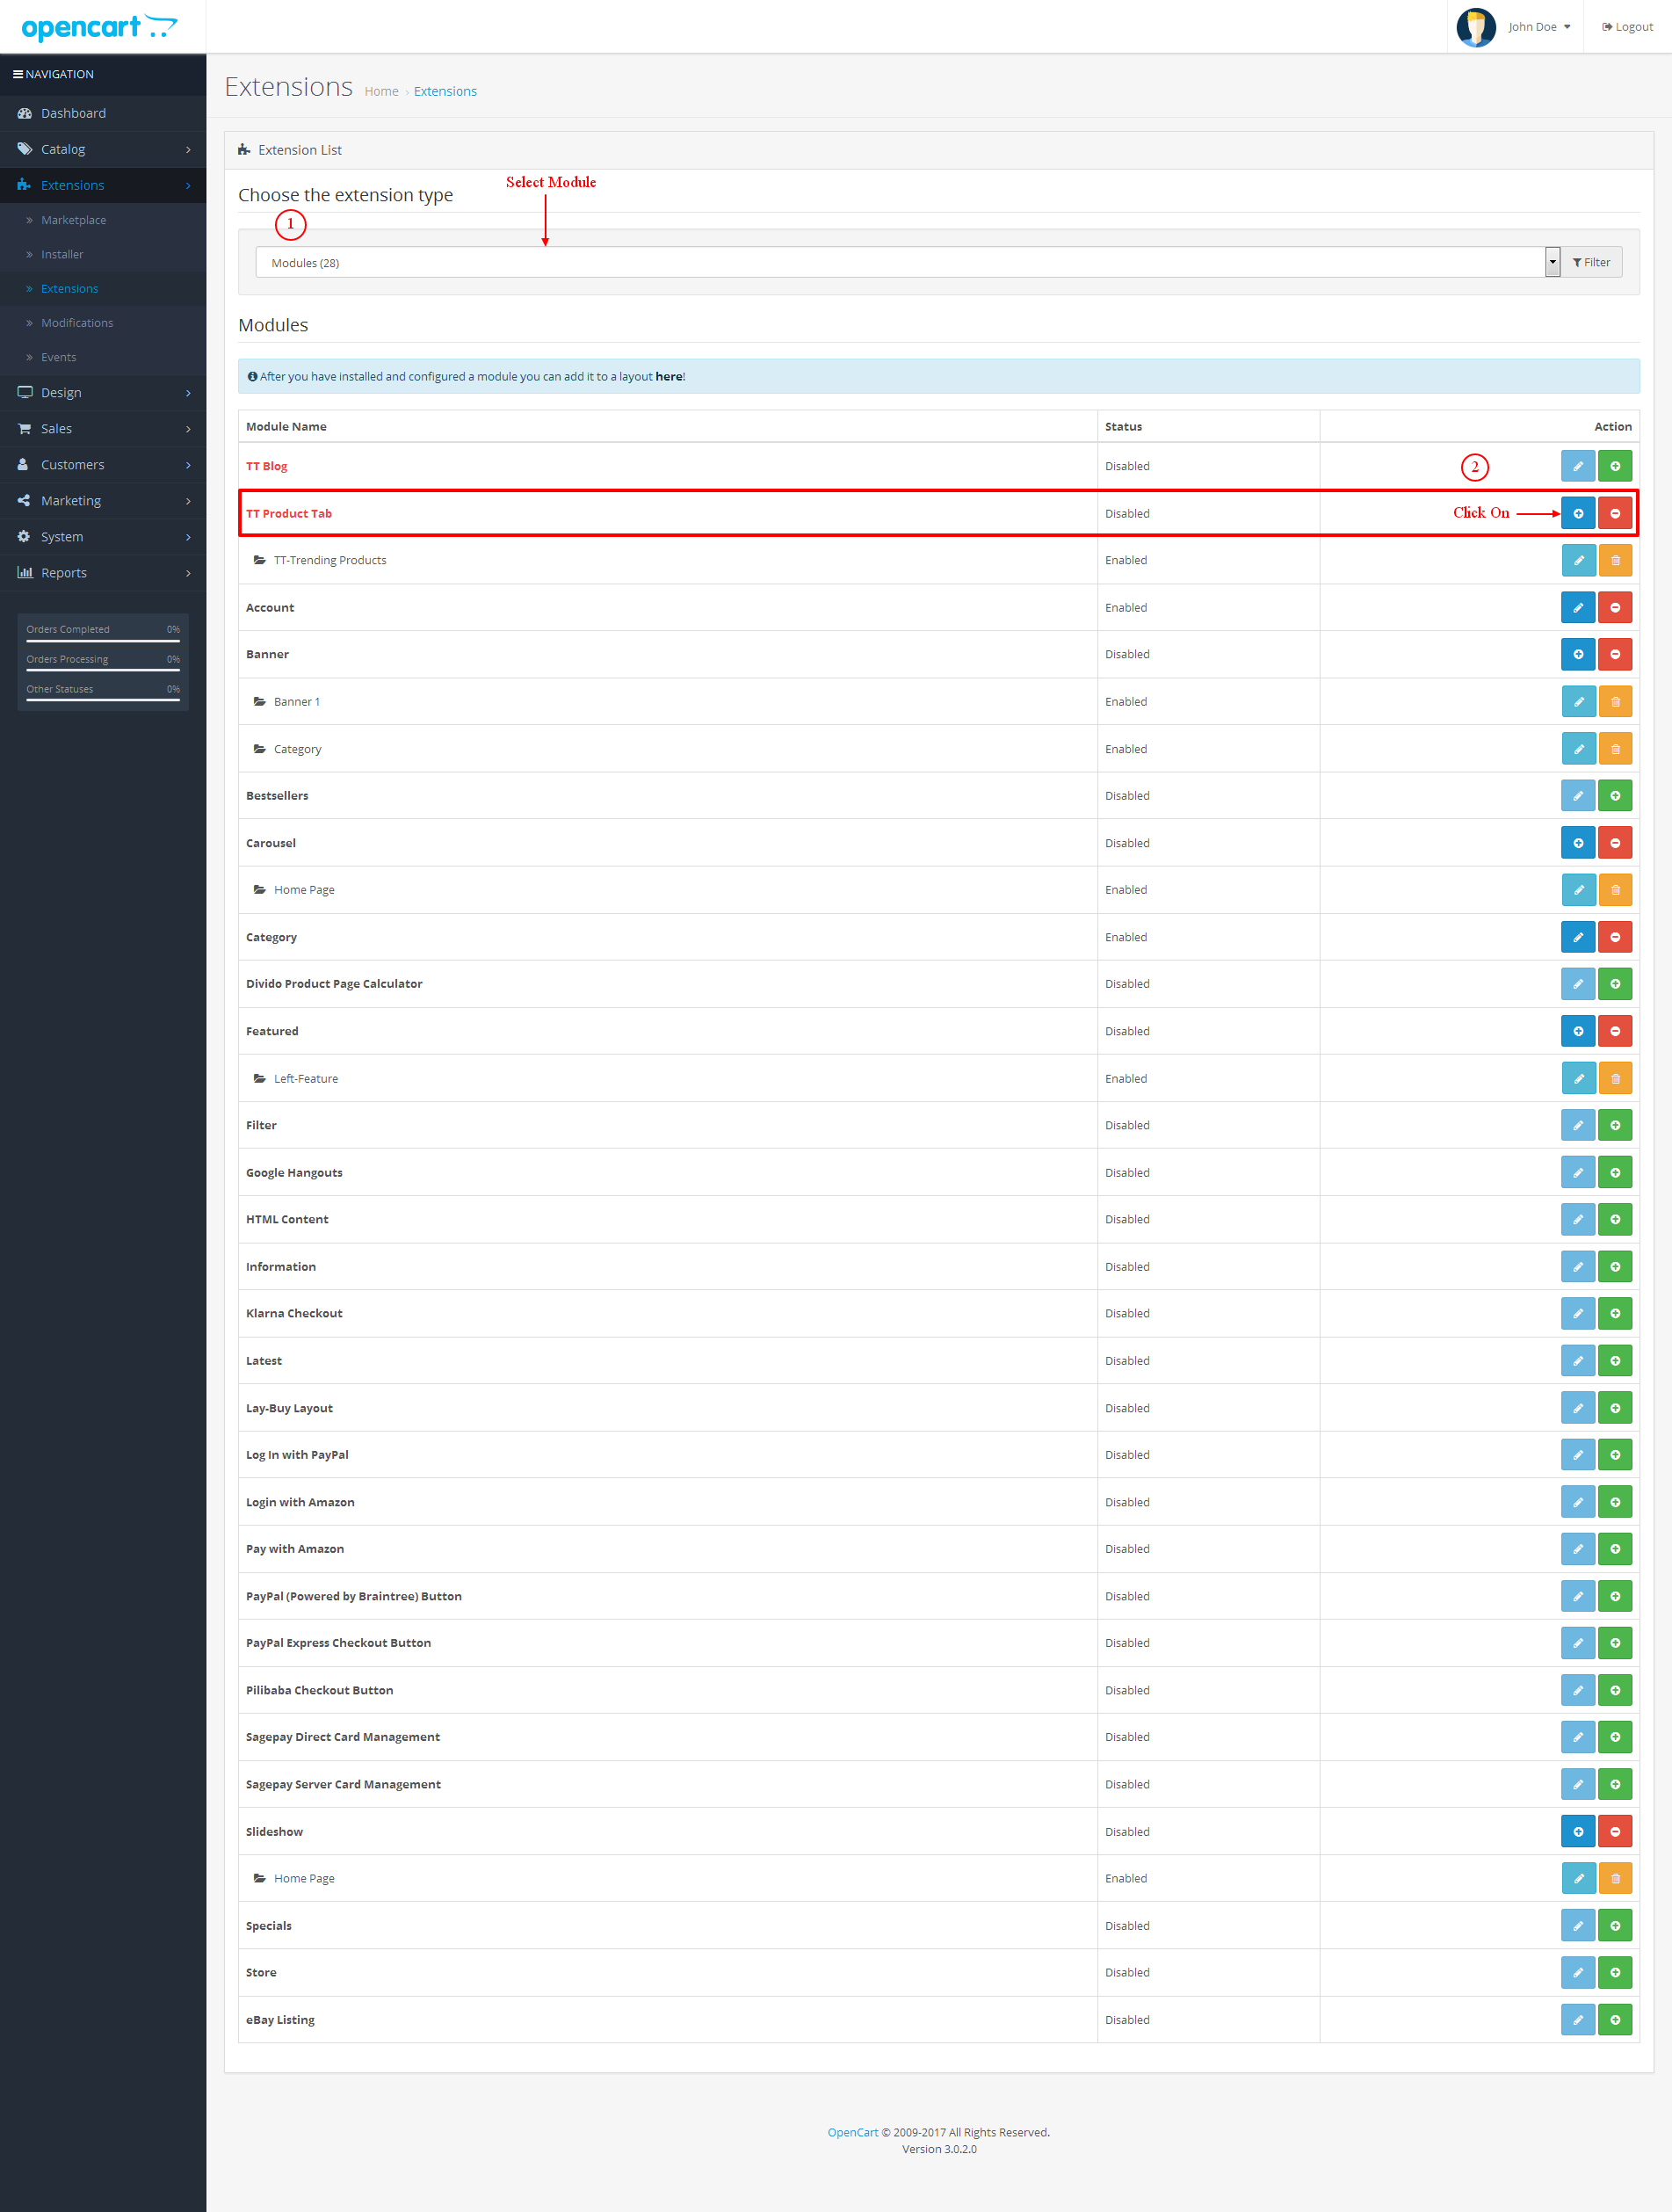 opencart
John Doe
Logout
NAVIGATION
Dashboard
Catalog
Extensions
Marketplace
Installer
Extensions
Modifications
Events
Design
Sales
Customers
Marketing
System
Reports
Orders Completed 0%
Orders Processing 0%
Other Statuses 0%
Extensions Home › Extensions
Extension List
Choose the extension type
Select Module
1
Modules (28) Filter
Modules
After you have installed and configured a module you can add it to a layout here!
Module Name Status Action
TT Blog Disabled 2
TT Product Tab Disabled Click On
TT-Trending Products Enabled
Account Enabled
Banner Disabled
Banner 1 Enabled
Category Enabled
Bestsellers Disabled
Carousel Disabled
Home Page Enabled
Category Enabled
Divido Product Page Calculator Disabled
Featured Disabled
Left-Feature Enabled
Filter Disabled
Google Hangouts Disabled
HTML Content Disabled
Information Disabled
Klarna Checkout Disabled
Latest Disabled
Lay-Buy Layout Disabled
Log In with PayPal Disabled
Login with Amazon Disabled
Pay with Amazon Disabled
PayPal (Powered by Braintree) Button Disabled
PayPal Express Checkout Button Disabled
Pilibaba Checkout Button Disabled
Sagepay Direct Card Management Disabled
Sagepay Server Card Management Disabled
Slideshow Disabled
Home Page Enabled
Specials Disabled
Store Disabled
eBay Listing Disabled
OpenCart © 2009-2017 All Rights Reserved.
Version 3.0.2.0